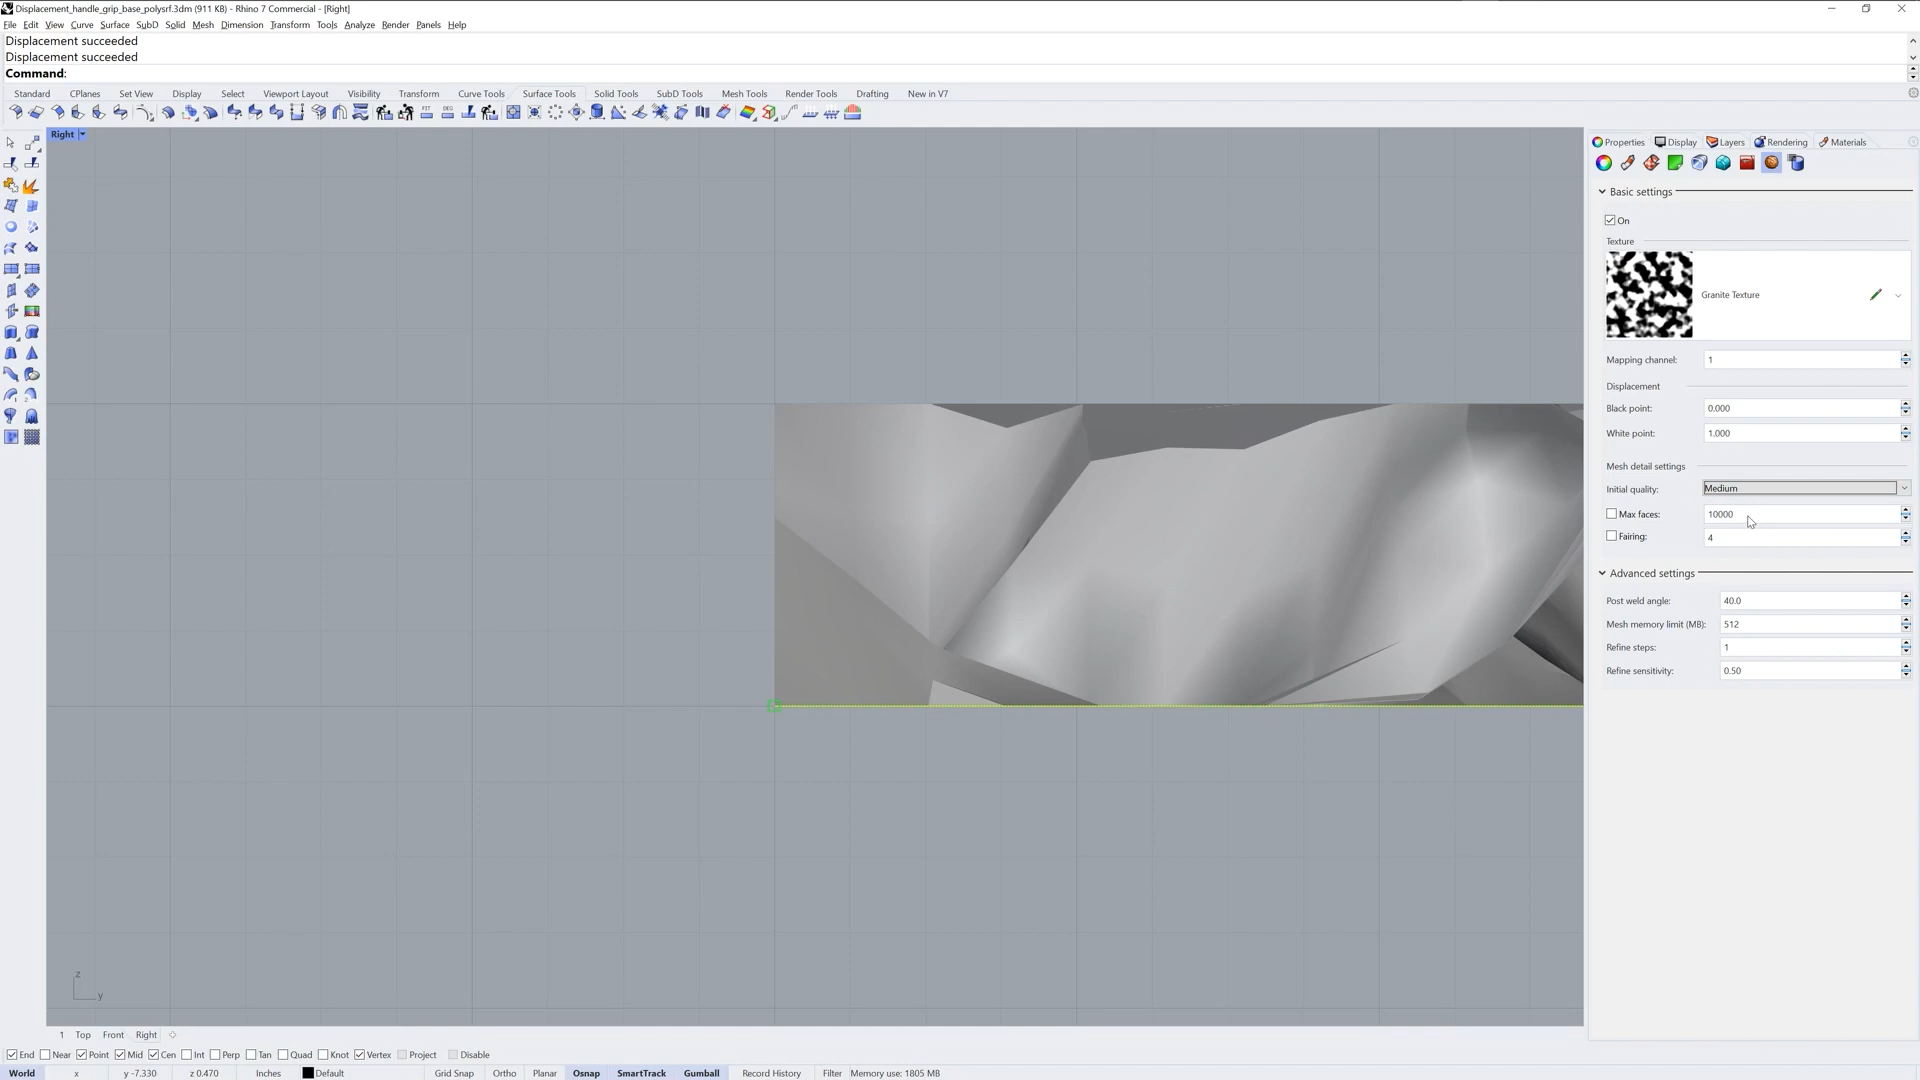 Displacement_handle_grip_base_polysrf.3dm (911 KB) - Rhino 7 Commercial - [Right]
File Edit View Curve Surface SubD Solid Mesh Dimension Transform Tools Analyze Render Panels Help
Displacement succeeded
Displacement succeeded
Command:
Standard CPlanes Set View Display Select Viewport Layout Visibility Transform Curve Tools Surface Tools Solid Tools SubD Tools Mesh Tools Render Tools Drafting New in V7
FIT DEG
Right
Properties Display Layers Rendering Materials
Basic settings
On
Texture
Granite Texture
Mapping channel: 1
Displacement
Black point: 0.000
White point: 1.000
Mesh detail settings
Initial quality: Medium
Max faces: 10000
Fairing: 4
Advanced settings
Post weld angle: 40.0
Mesh memory limit (MB): 512
Refine steps: 1
Refine sensitivity: 0.50
z
y
1 Top Front Right
End Near Point Mid Cen Int Perp Tan Quad Knot Vertex Project Disable
World x y -7.330 z 0.470 Inches Default Grid Snap Ortho Planar Osnap SmartTrack Gumball Record History Filter Memory use: 1805 MB